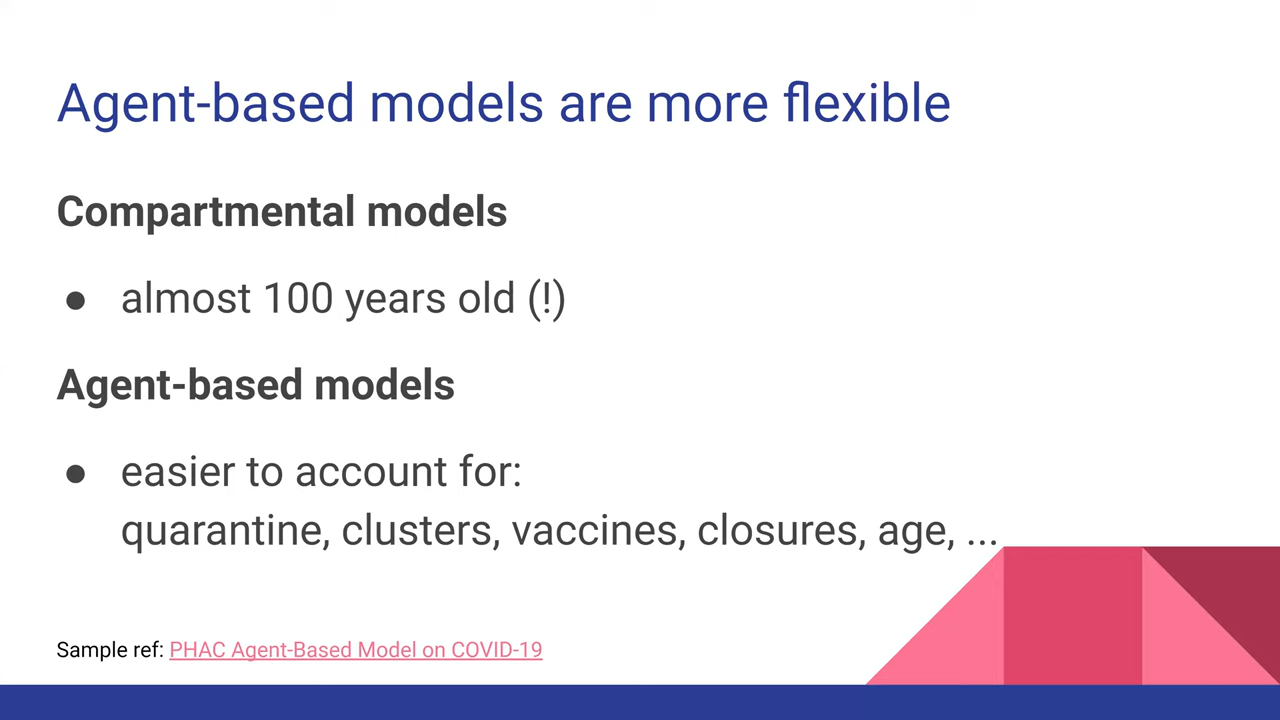 Agent-based models are more flexible
Compartmental models
● almost 100 years old (!)
Agent-based models
● easier to account for:
quarantine, clusters, vaccines, closures, age, ...
Sample ref: PHAC Agent-Based Model on COVID-19